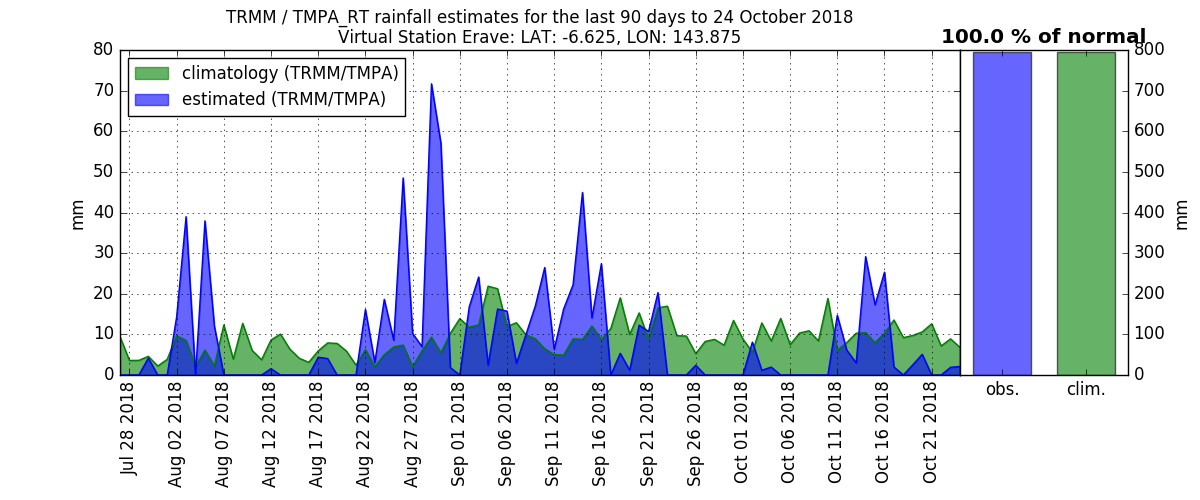 TRMM / TMPA_RT rainfall estimates for the last 90 days to 24 October 2018
Virtual Station Erave: LAT: -6.625, LON: 143.875
100.0 % of normal
climatology (TRMM/TMPA)
estimated (TRMM/TMPA)
80
70
60
50
40
30
20
10
0
mm
800
700
600
500
400
300
200
100
0
mm
Jul 28 2018
Aug 02 2018
Aug 07 2018
Aug 12 2018
Aug 17 2018
Aug 22 2018
Aug 27 2018
Sep 01 2018
Sep 06 2018
Sep 11 2018
Sep 16 2018
Sep 21 2018
Sep 26 2018
Oct 01 2018
Oct 06 2018
Oct 11 2018
Oct 16 2018
Oct 21 2018
obs.
clim.